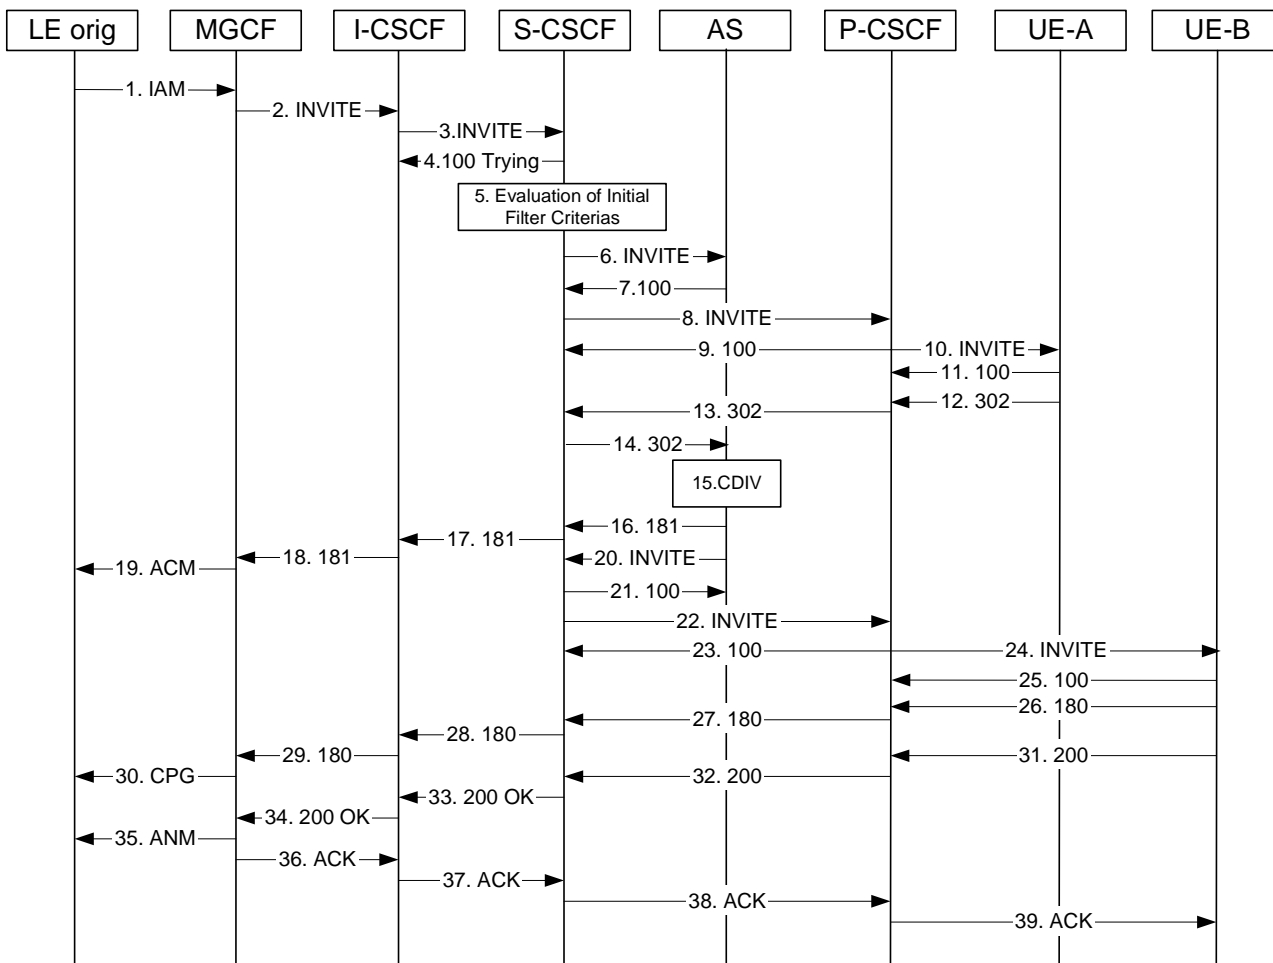 LE orig
MGCF
I-CSCF
S-CSCF
AS
P-CSCF
UE-A
UE-B
1. IAM
2. INVITE
3.INVITE
4.100 Trying
5. Evaluation of Initial
Filter Criterias
6. INVITE
7.100
8. INVITE
9. 100
10. INVITE
11. 100
12. 302
13. 302
14. 302
15.CDIV
16. 181
17. 181
18. 181
19. ACM
20. INVITE
21. 100
22. INVITE
23. 100
24. INVITE
25. 100
26. 180
27. 180
28. 180
29. 180
30. CPG
31. 200
32. 200
33. 200 OK
34. 200 OK
35. ANM
36. ACK
37. ACK
38. ACK
39. ACK